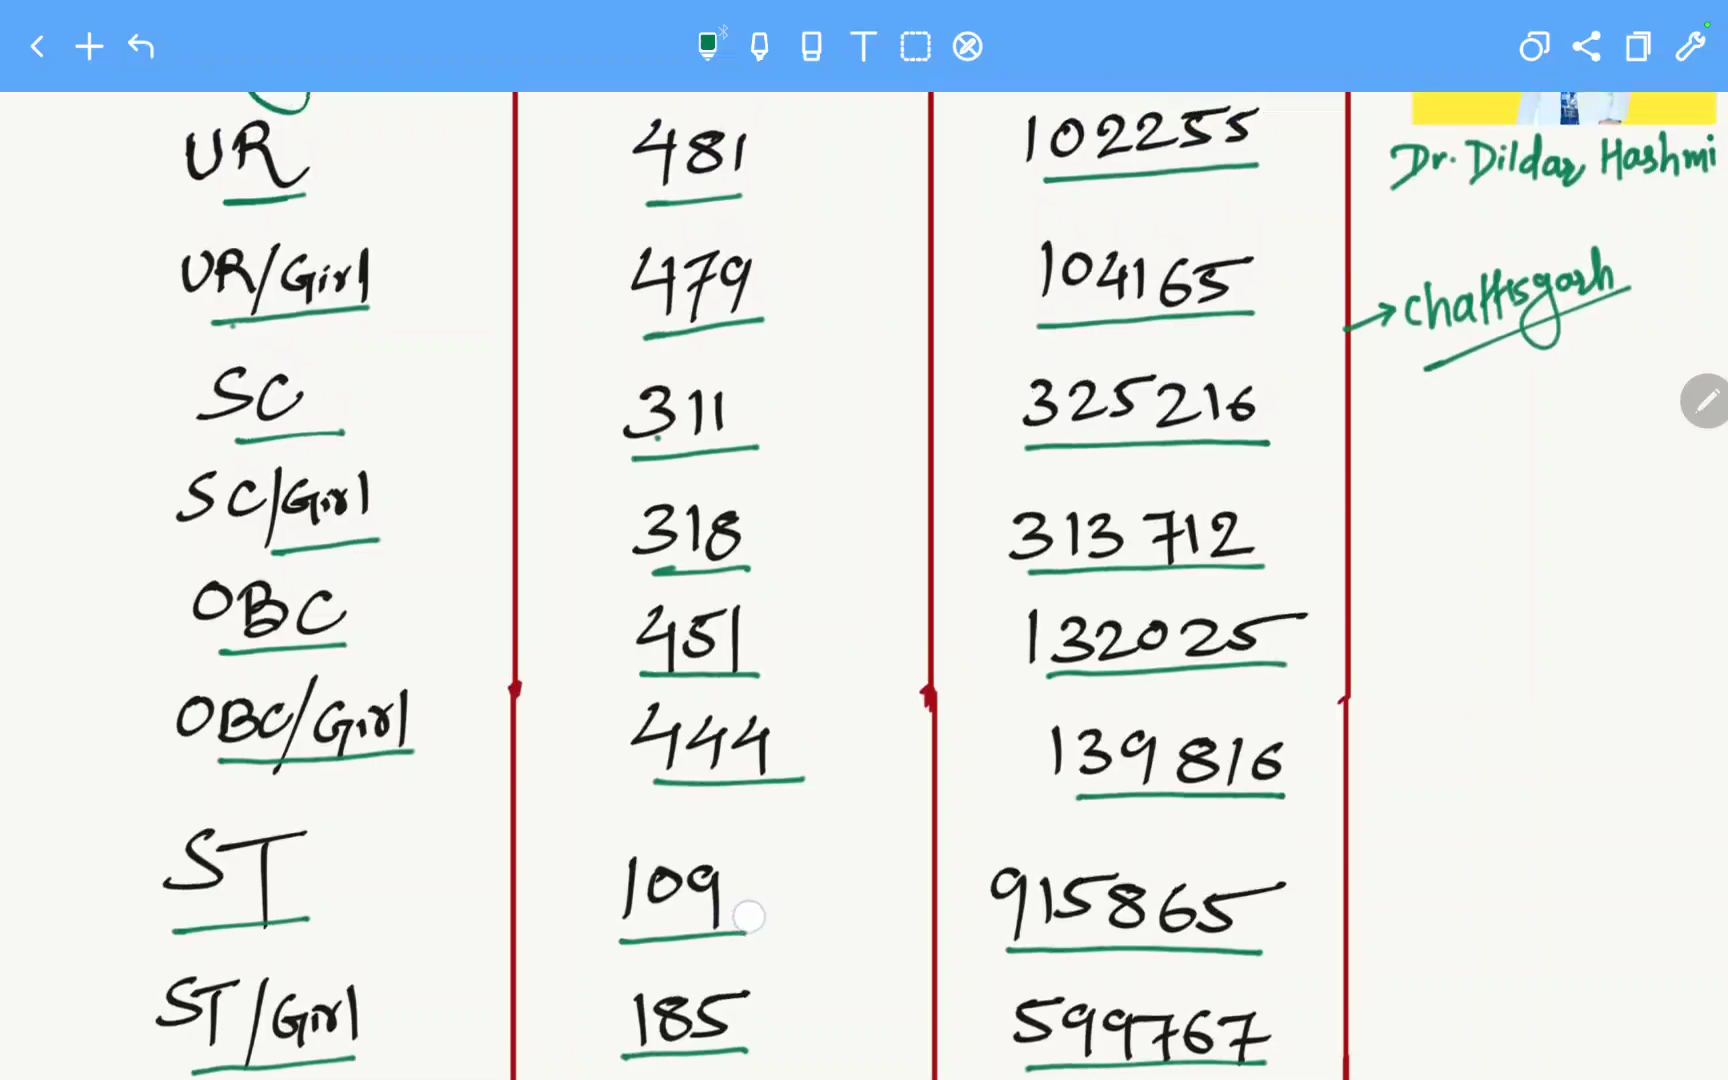 UR 481 102255 Dr. Dildar Hashmi
UR/Girl 479 104165 → chattisgarh
SC 311 325216
SC/Girl 318 313712
OBC 451 132025
OBC/Girl 444 139816
ST 109 915865
ST/Girl 185 599767